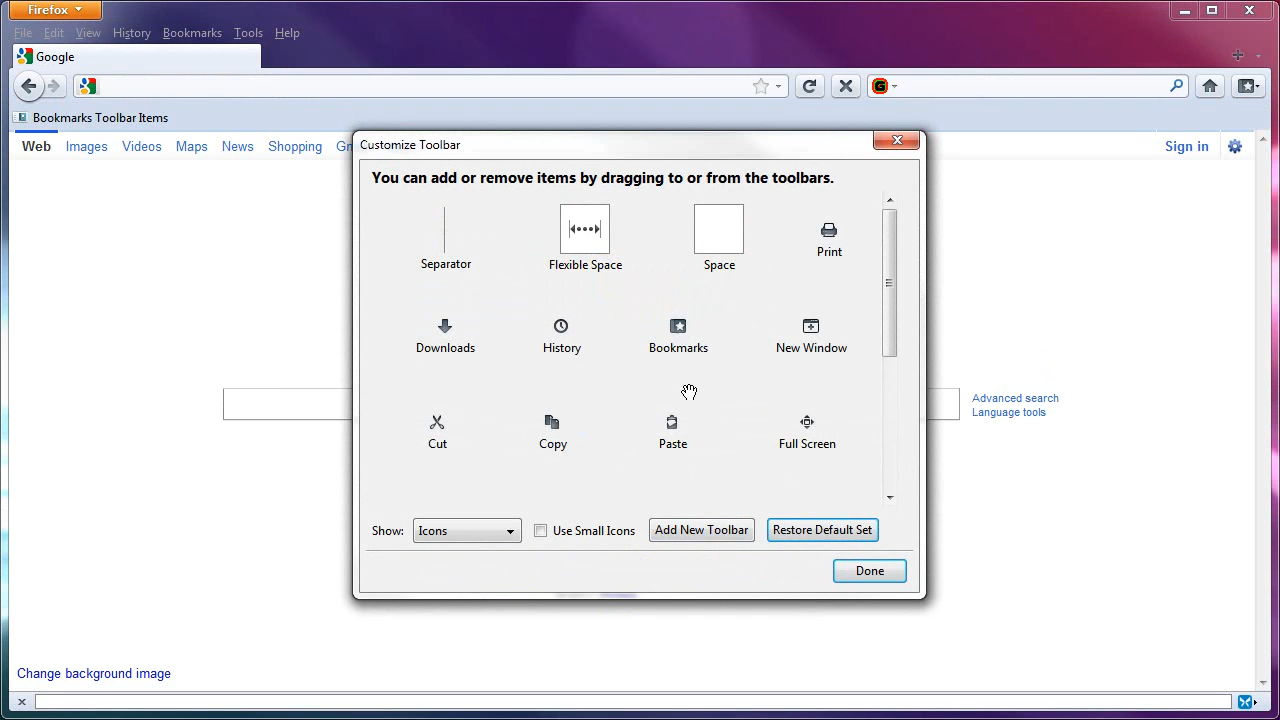 Firefox
File Edit View History Bookmarks Tools Help
Google
Bookmarks Toolbar Items
Web Images Videos Maps News Shopping
Sign in
Customize Toolbar
You can add or remove items by dragging to or from the toolbars.
Separator Flexible Space Space Print
Downloads History Bookmarks New Window
Advanced search
Language tools
Cut Copy Paste Full Screen
Show: Icons Use Small Icons Add New Toolbar Restore Default Set
Done
Change background image